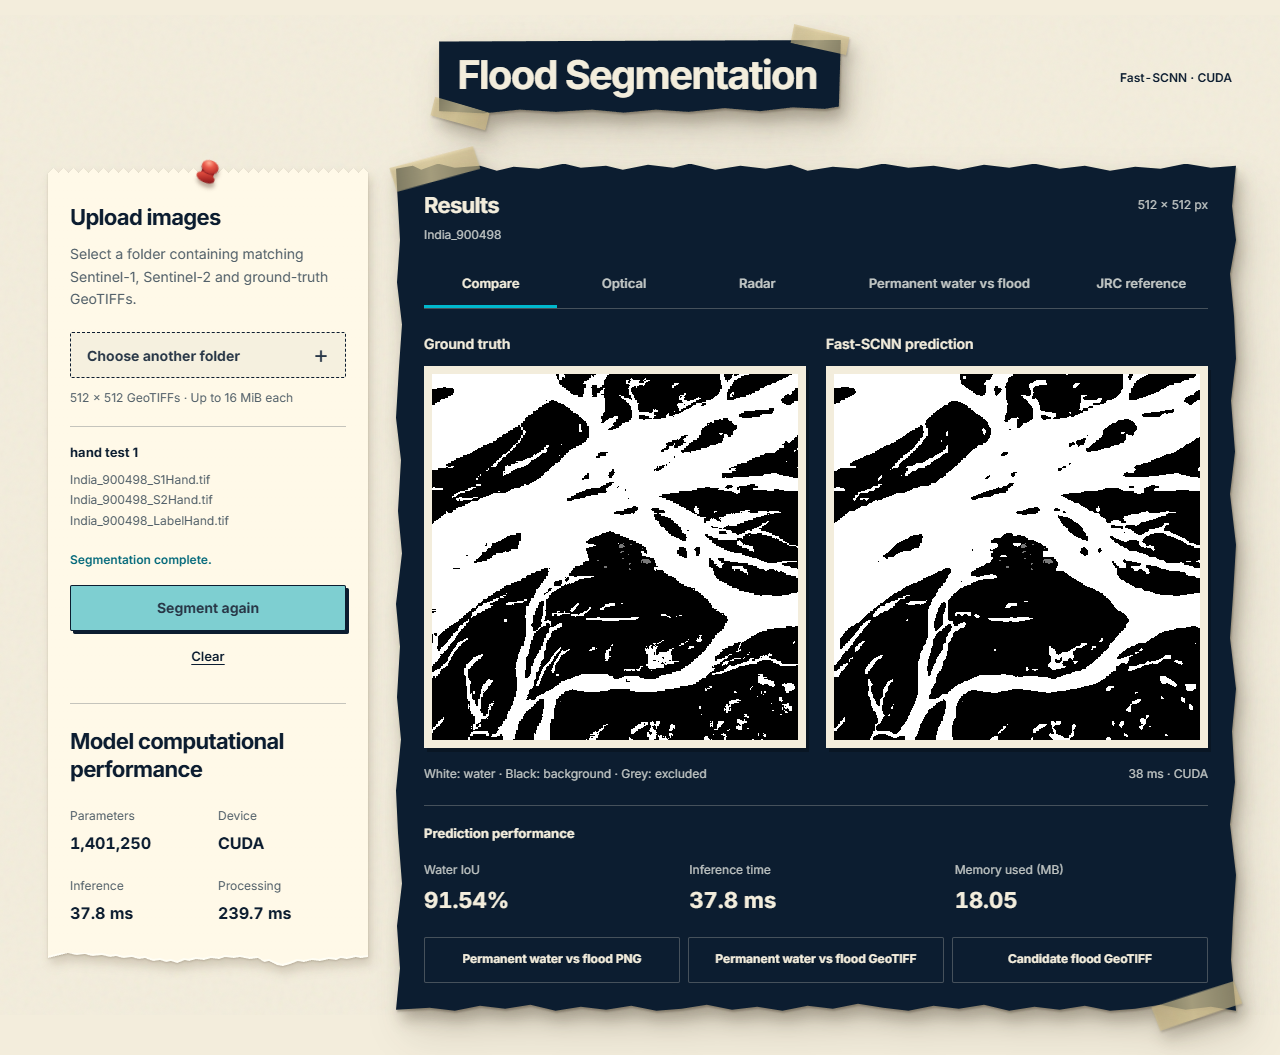 Flood Segmentation
Fast-SCNN · CUDA
Upload images
Select a folder containing matching
Sentinel-1, Sentinel-2 and ground-truth
GeoTIFFs.
Choose another folder +
512 × 512 GeoTIFFs · Up to 16 MiB each
hand test 1
India_900498_S1Hand.tif
India_900498_S2Hand.tif
India_900498_LabelHand.tif
Segmentation complete.
Segment again
Clear
Model computational
performance
Parameters Device
1,401,250 CUDA
Inference Processing
37.8 ms 239.7 ms
Results 512 × 512 px
India_900498
Compare Optical Radar Permanent water vs flood JRC reference
Ground truth Fast-SCNN prediction
White: water · Black: background · Grey: excluded 38 ms · CUDA
Prediction performance
Water IoU Inference time Memory used (MB)
91.54% 37.8 ms 18.05
Permanent water vs flood PNG Permanent water vs flood GeoTIFF Candidate flood GeoTIFF